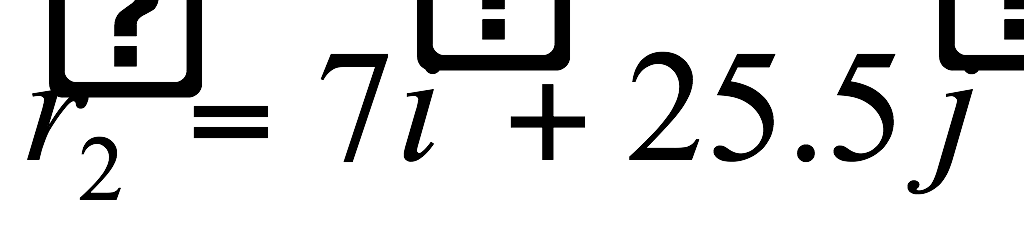 r₂ = 7i + 25.5j